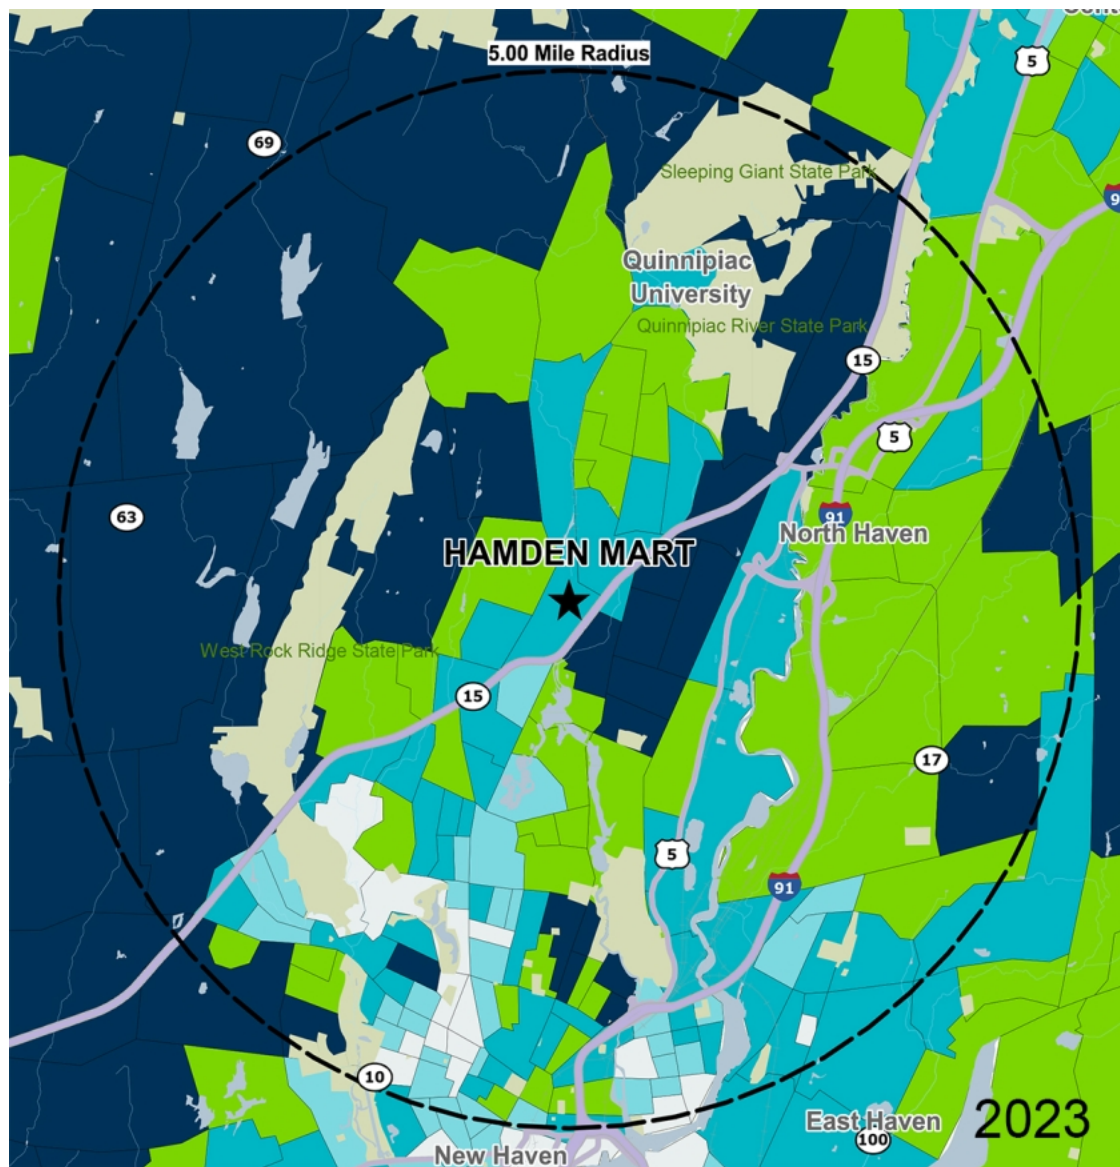 5.00 Mile Radius
5
69
Sleeping Giant State Park
Quinnipiac
University
Quinnipiac River State Park
15
5
63
91
North Haven
HAMDEN MART
West Rock Ridge State Park
15
17
5
91
10
East Haven
100
2023
New Haven